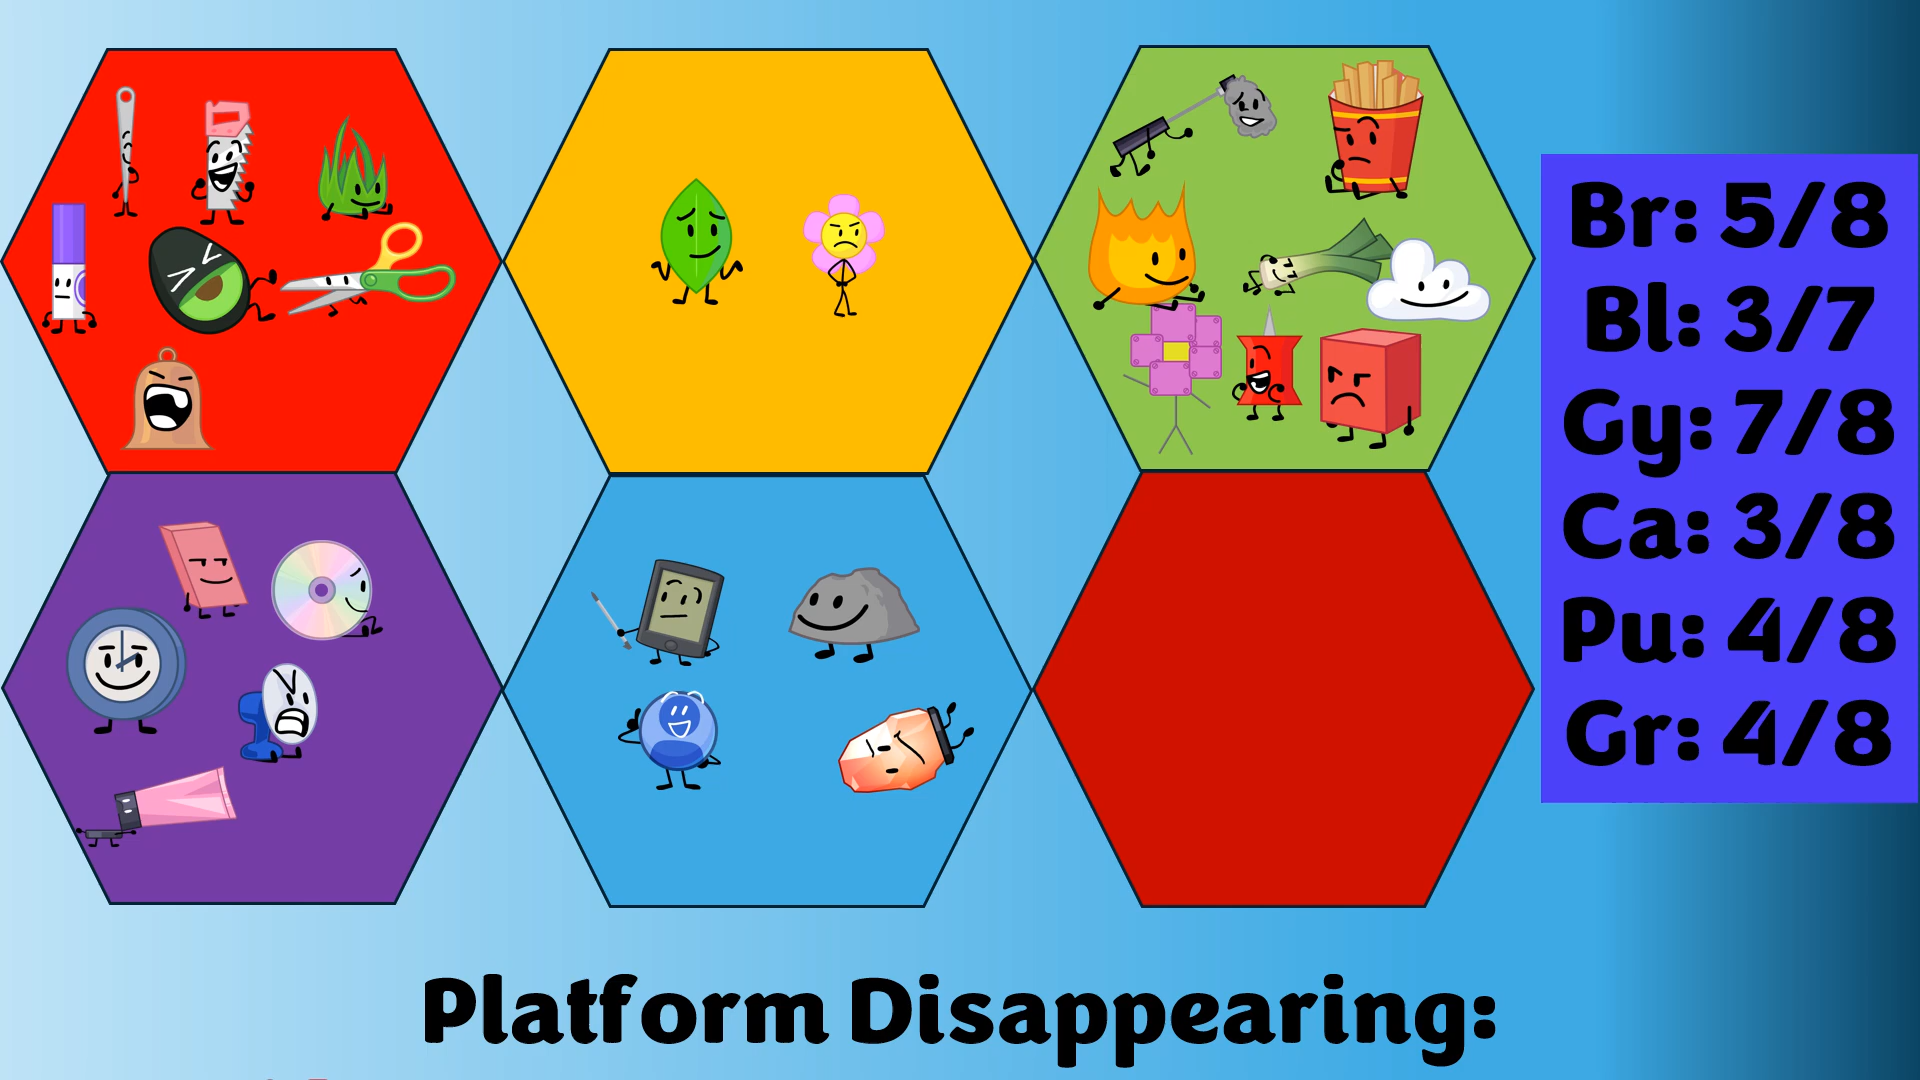 Br: 5/8
Bl: 3/7
Gy: 7/8
Ca: 3/8
Pu: 4/8
Gr: 4/8
Platform Disappearing: